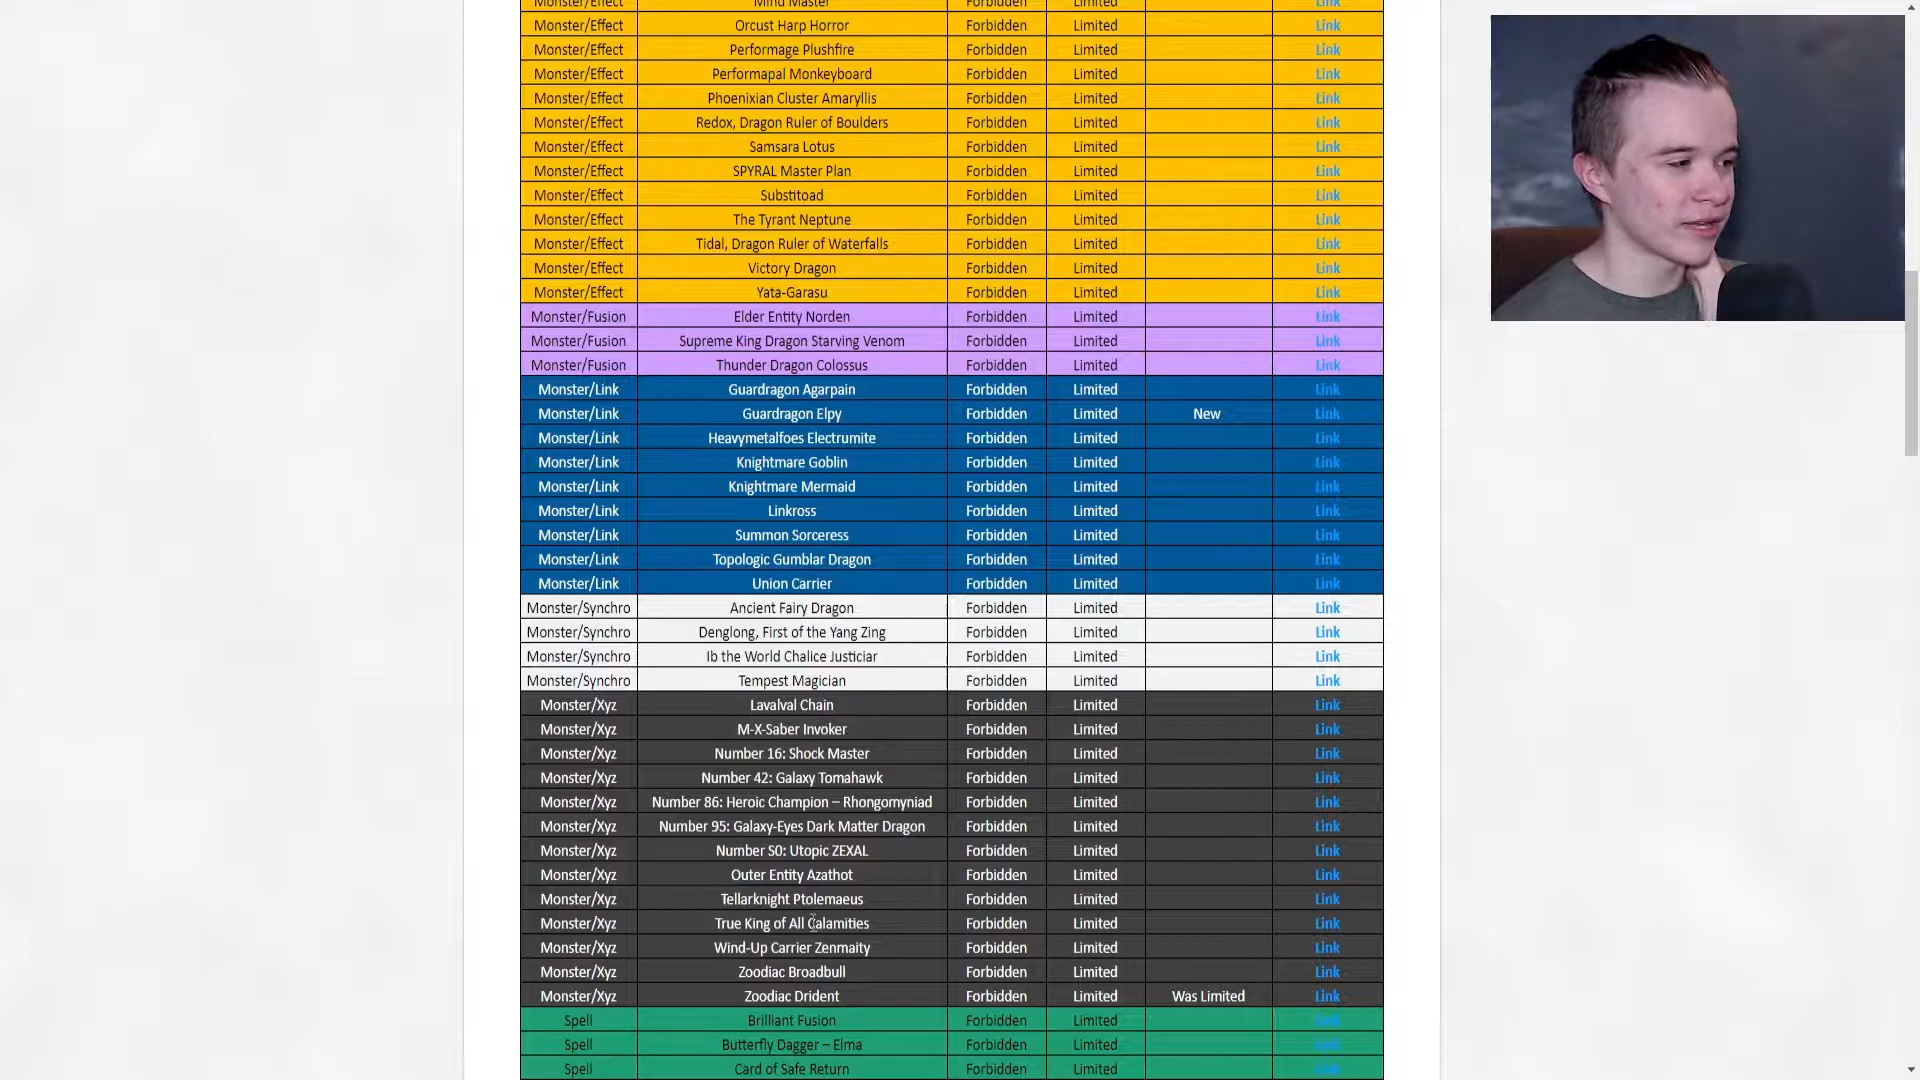 Monster/Effect Mind Master Forbidden Limited Link
Monster/Effect Orcust Harp Horror Forbidden Limited Link
Monster/Effect Performage Plushfire Forbidden Limited Link
Monster/Effect Performapal Monkeyboard Forbidden Limited Link
Monster/Effect Phoenixian Cluster Amaryllis Forbidden Limited Link
Monster/Effect Redox, Dragon Ruler of Boulders Forbidden Limited Link
Monster/Effect Samsara Lotus Forbidden Limited Link
Monster/Effect SPYRAL Master Plan Forbidden Limited Link
Monster/Effect Substitoad Forbidden Limited Link
Monster/Effect The Tyrant Neptune Forbidden Limited Link
Monster/Effect Tidal, Dragon Ruler of Waterfalls Forbidden Limited Link
Monster/Effect Victory Dragon Forbidden Limited Link
Monster/Effect Yata-Garasu Forbidden Limited Link
Monster/Fusion Elder Entity Norden Forbidden Limited Link
Monster/Fusion Supreme King Dragon Starving Venom Forbidden Limited Link
Monster/Fusion Thunder Dragon Colossus Forbidden Limited Link
Monster/Link Guardragon Agarpain Forbidden Limited Link
Monster/Link Guardragon Elpy Forbidden Limited New Link
Monster/Link Heavymetalfoes Electrumite Forbidden Limited Link
Monster/Link Knightmare Goblin Forbidden Limited Link
Monster/Link Knightmare Mermaid Forbidden Limited Link
Monster/Link Linkross Forbidden Limited Link
Monster/Link Summon Sorceress Forbidden Limited Link
Monster/Link Topologic Gumblar Dragon Forbidden Limited Link
Monster/Link Union Carrier Forbidden Limited Link
Monster/Synchro Ancient Fairy Dragon Forbidden Limited Link
Monster/Synchro Denglong, First of the Yang Zing Forbidden Limited Link
Monster/Synchro Ib the World Chalice Justiciar Forbidden Limited Link
Monster/Synchro Tempest Magician Forbidden Limited Link
Monster/Xyz Lavalval Chain Forbidden Limited Link
Monster/Xyz M-X-Saber Invoker Forbidden Limited Link
Monster/Xyz Number 16: Shock Master Forbidden Limited Link
Monster/Xyz Number 42: Galaxy Tomahawk Forbidden Limited Link
Monster/Xyz Number 86: Heroic Champion – Rhongomyniad Forbidden Limited Link
Monster/Xyz Number 95: Galaxy-Eyes Dark Matter Dragon Forbidden Limited Link
Monster/Xyz Number S0: Utopic ZEXAL Forbidden Limited Link
Monster/Xyz Outer Entity Azathot Forbidden Limited Link
Monster/Xyz Tellarknight Ptolemaeus Forbidden Limited Link
Monster/Xyz True King of All Calamities Forbidden Limited Link
Monster/Xyz Wind-Up Carrier Zenmaity Forbidden Limited Link
Monster/Xyz Zoodiac Broadbull Forbidden Limited Link
Monster/Xyz Zoodiac Drident Forbidden Limited Was Limited Link
Spell Brilliant Fusion Forbidden Limited Link
Spell Butterfly Dagger – Elma Forbidden Limited Link
Spell Card of Safe Return Forbidden Limited Link